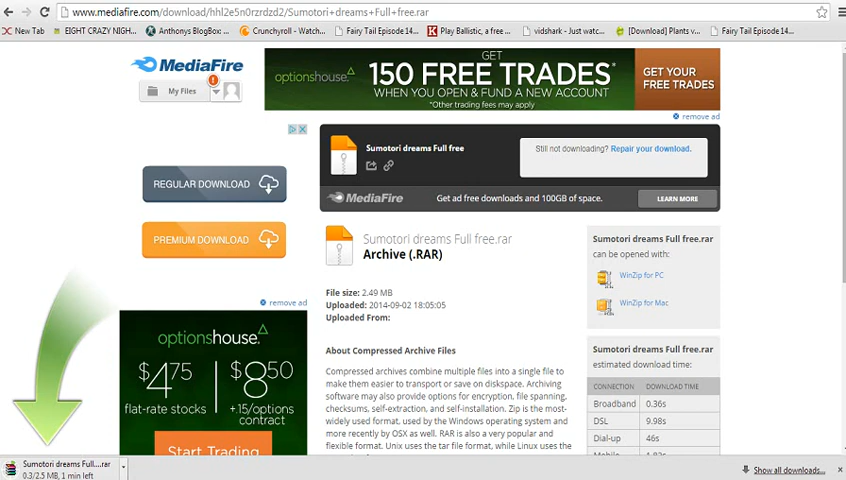 www.mediafire.com/download/hhl2e5n0rzrdzd2/Sumotori+dreams+Full+free.rar
New Tab EIGHT CRAZY NIGH... Anthonys BlogBox ... Crunchyroll - Watch... Fairy Tail Episode 14... Play Ballistic, a free ... vidshark - Just watc... [Download] Plants v... Fairy Tail Episode 14...
MediaFire
My Files
!
optionshouse
GET
150 FREE TRADES*
WHEN YOU OPEN & FUND A NEW ACCOUNT
*Other trading fees may apply
GET YOUR
FREE TRADES
remove ad
Sumotori dreams Full free
Still not downloading? Repair your download.
MediaFire
Get ad free downloads and 100GB of space.
LEARN MORE
REGULAR DOWNLOAD
PREMIUM DOWNLOAD
remove ad
optionshouse
$4.75
flat-rate stocks
$8.50
+.15/options
contract
Start Trading
Sumotori dreams Full free.rar
Archive (.RAR)
File size: 2.49 MB
Uploaded: 2014-09-02 18:05:05
Uploaded From:
About Compressed Archive Files
Compressed archives combine multiple files into a single file to
make them easier to transport or save on diskspace. Archiving
software may also provide options for encryption, file spanning,
checksums, self-extraction, and self-installation. Zip is the most-
widely used format, used by the Windows operating system and
more recently by OSX as well. RAR is also a very popular and
flexible format. Unix uses the tar file format, while Linux uses the
Sumotori dreams Full free.rar
can be opened with:
WinZip for PC
WinZip for Mac
Sumotori dreams Full free.rar
estimated download time:
CONNECTION DOWNLOAD TIME
Broadband 0.36s
DSL 9.98s
Dial-up 46s
Sumotori dreams Full....rar
0.3/2.5 MB, 1 min left
Show all downloads...